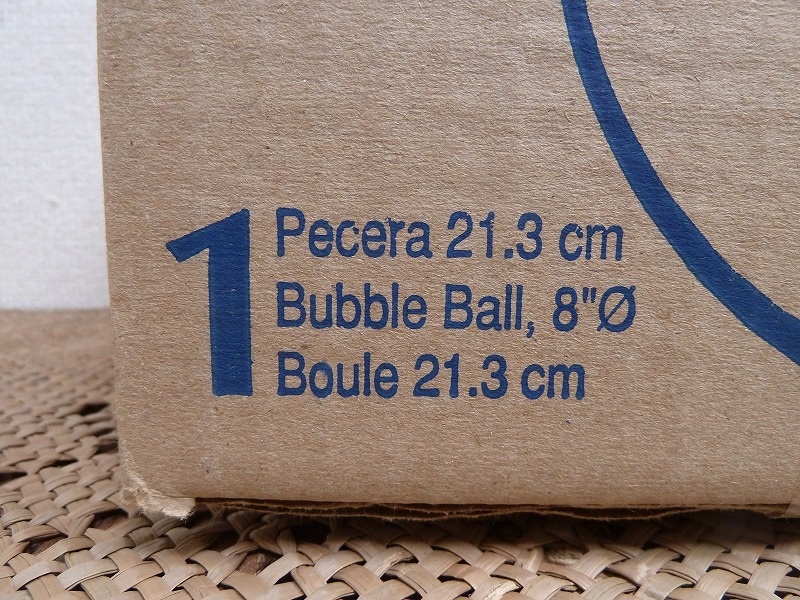 1
Pecera 21.3 cm
Bubble Ball, 8"Ø
Boule 21.3 cm